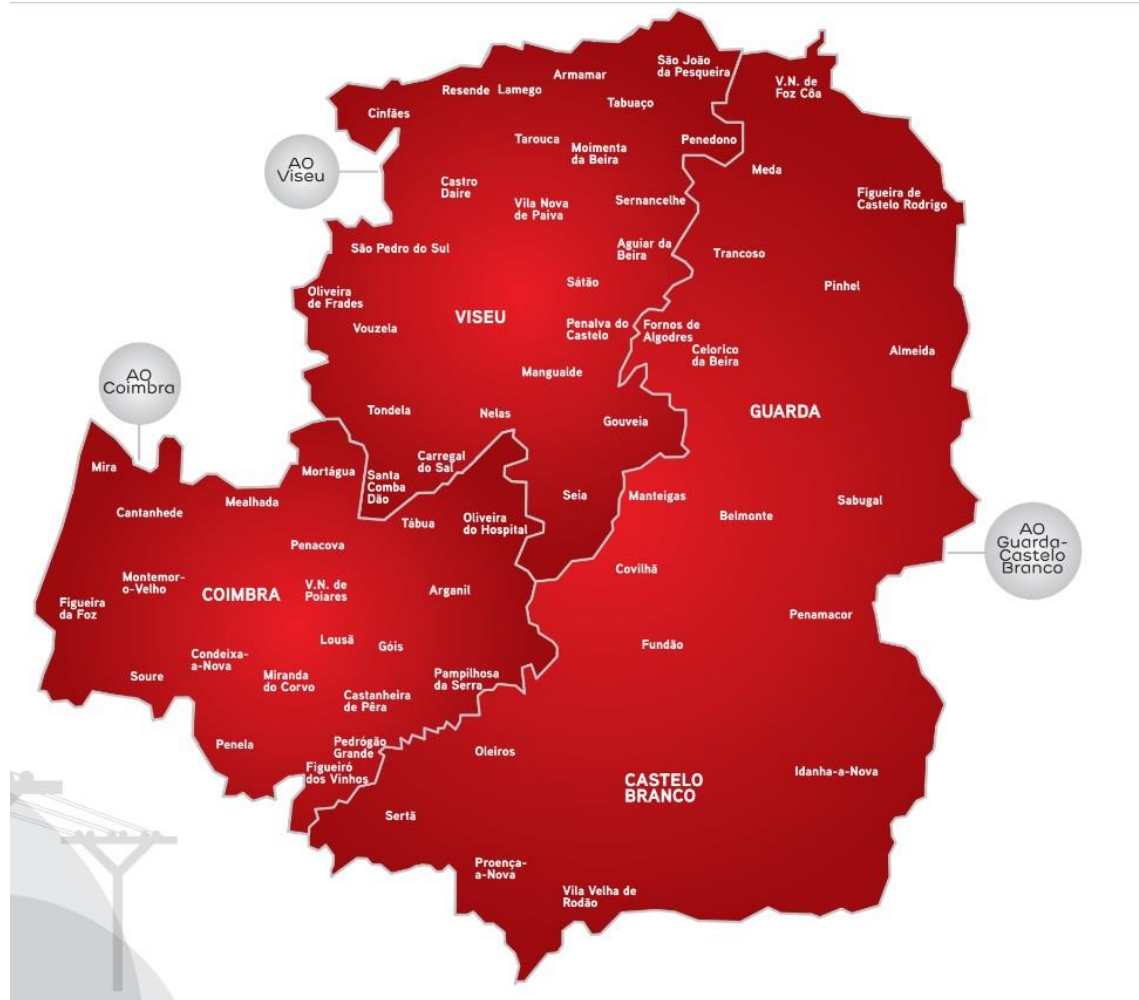 São João
da Pesqueira
Armamar
V.N. de
Foz Côa
Resende
Lamego
Tabuaço
Cinfães
Tarouca
Moimenta
da Beira
Penedono
AO
Viseu
Meda
Castro
Daire
Vila Nova
de Paiva
Sernancelhe
Figueira de
Castelo Rodrigo
São Pedro do Sul
Aguiar da
Beira
Trancoso
Sátão
Pinhel
Oliveira
de Frades
VISEU
Vouzela
Penalva do
Castelo
Fornos de
Algodres
Celorico
da Beira
Almeida
AO
Coimbra
Mangualde
Tondela
Nelas
Gouveia
GUARDA
Mira
Mortágua
Santa
Comba
Dão
Carregal
do Sal
Cantanhede
Mealhada
Seia
Manteigas
Belmonte
Sabugal
Tábua
Oliveira
do Hospital
AO
Guarda-
Castelo
Branco
Penacova
Covilhã
Montemor-
o-Velho
COIMBRA
V.N. de
Poiares
Arganil
Figueira
da Foz
Penamacor
Lousã
Góis
Fundão
Condeixa-
a-Nova
Soure
Miranda
do Corvo
Pampilhosa
da Serra
Castanheira
de Pêra
Penela
Pedrógão
Grande
Figueiró
dos Vinhos
Oleiros
CASTELO
BRANCO
Idanha-a-Nova
Sertã
Proença-
a-Nova
Vila Velha de
Rodão